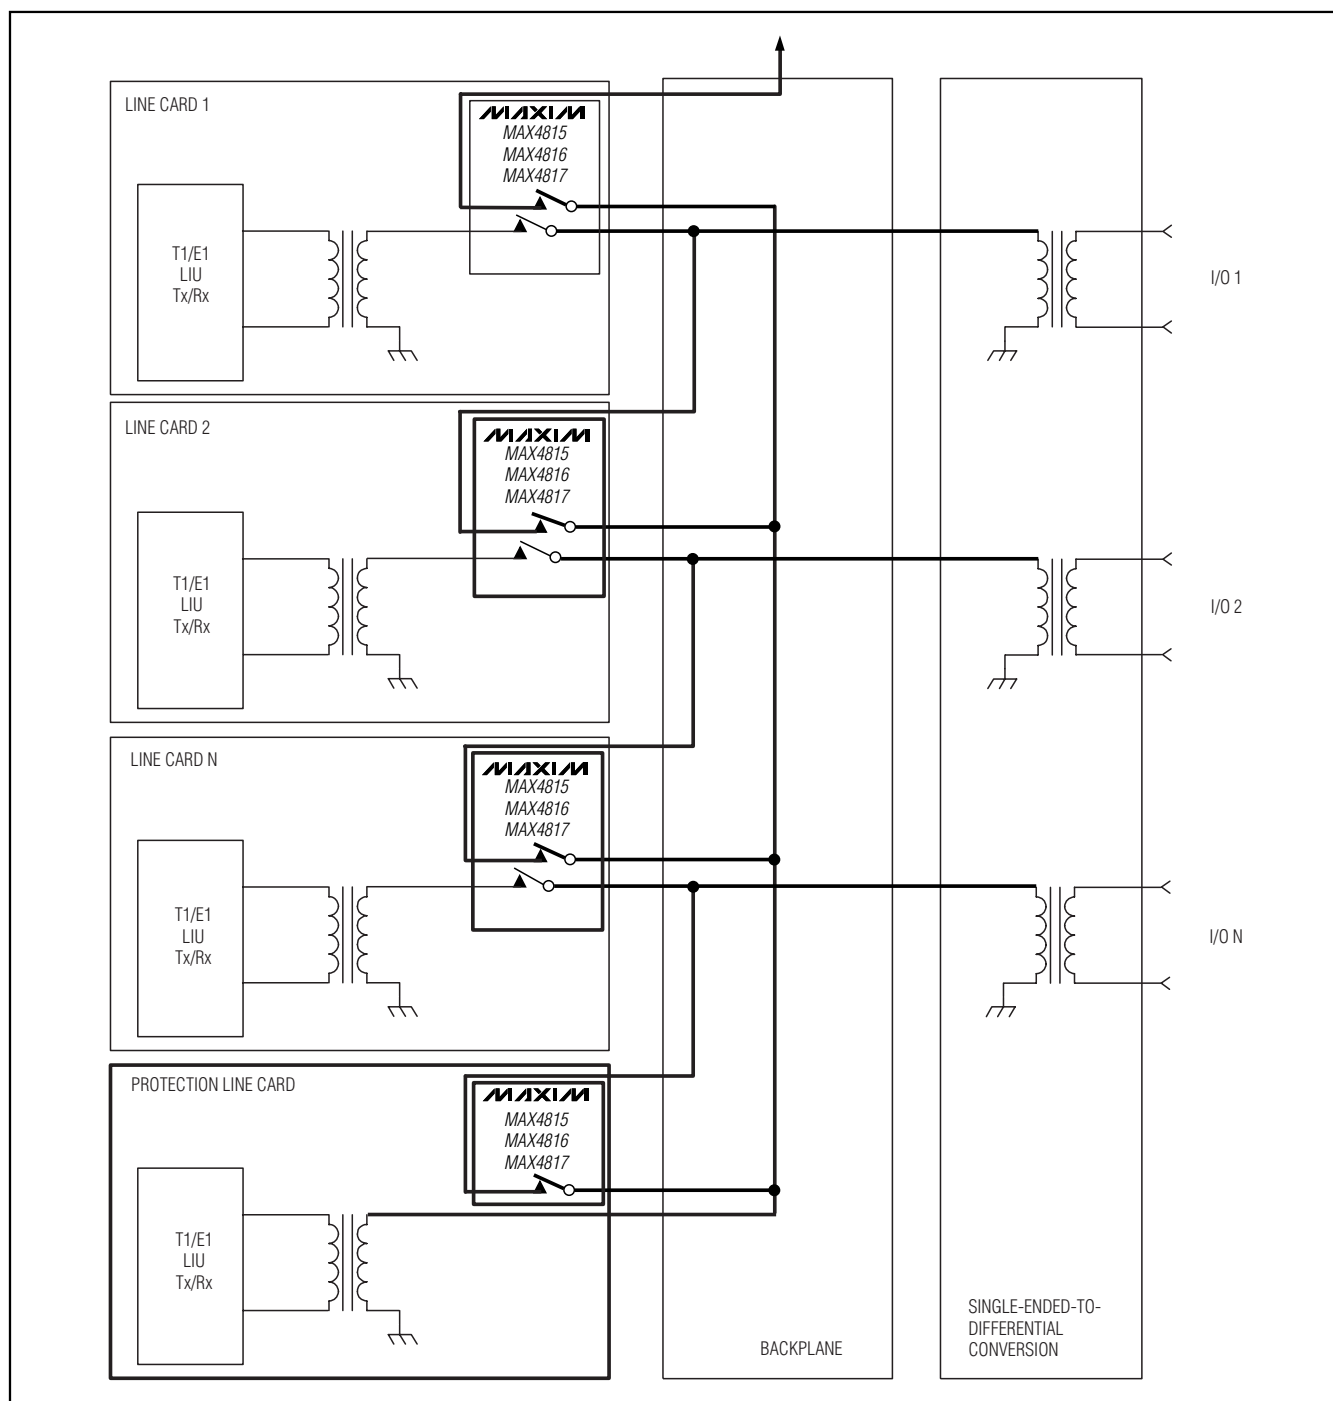 LINE CARD 1
MAXIM
MAX4815
MAX4816
MAX4817
T1/E1
LIU
Tx/Rx
I/O 1
LINE CARD 2
MAXIM
MAX4815
MAX4816
MAX4817
T1/E1
LIU
Tx/Rx
I/O 2
LINE CARD N
MAXIM
MAX4815
MAX4816
MAX4817
T1/E1
LIU
Tx/Rx
I/O N
PROTECTION LINE CARD
MAXIM
MAX4815
MAX4816
MAX4817
T1/E1
LIU
Tx/Rx
BACKPLANE
SINGLE-ENDED-TO-
DIFFERENTIAL
CONVERSION